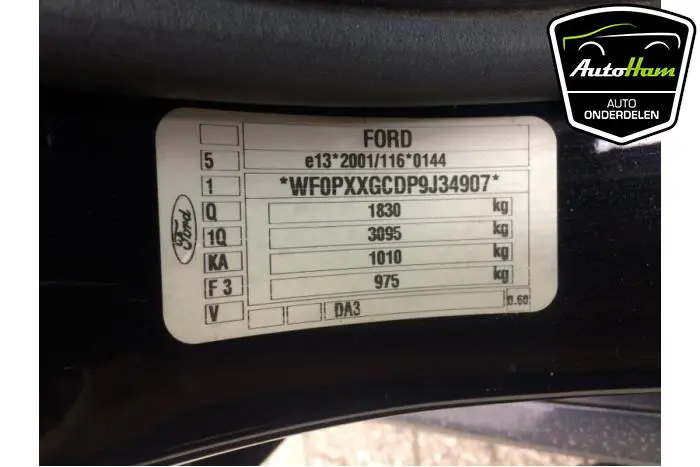 AutoHam
AUTO
ONDERDELEN
FORD
5 e13*2001/116*0144
1 *WF0PXXGCDP9J34907*
Q 1830 kg
1Q 3095 kg
KA 1010 kg
F 3 975 kg
V DA3 0.60
Ford